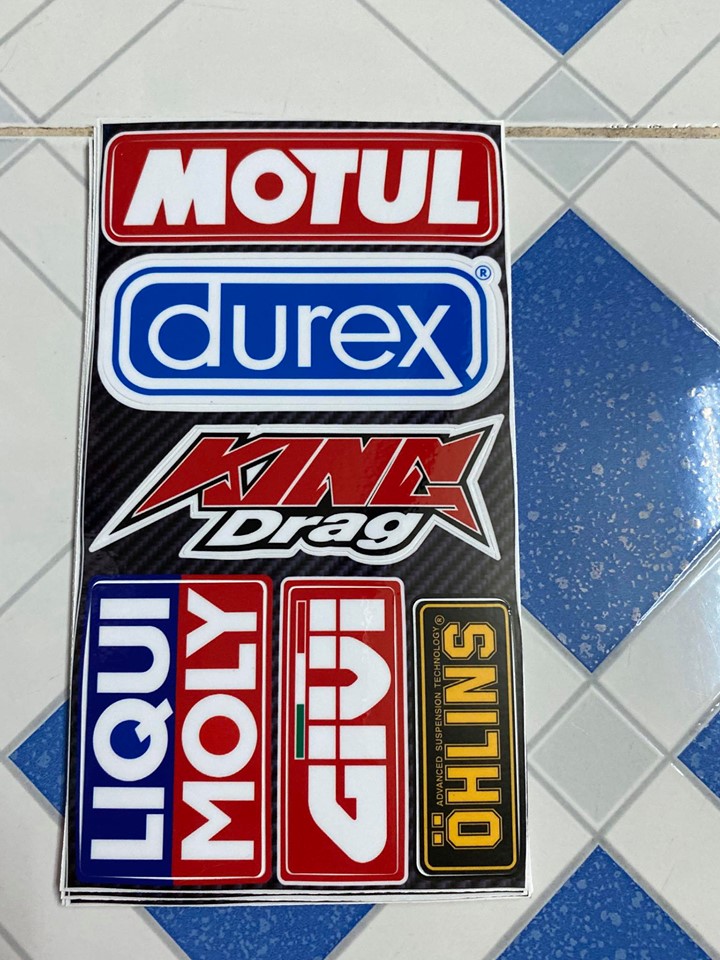 MOTUL
durex®
KING
Drag
LIQUI
MOLY
GIVI
ADVANCED SUSPENSION TECHNOLOGY®
ÖHLINS